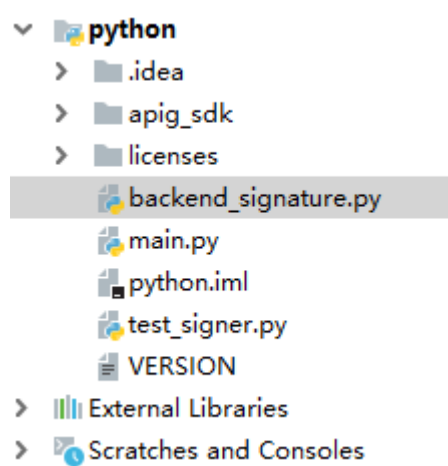 python
.idea
apig_sdk
licenses
backend_signature.py
main.py
python.iml
test_signer.py
VERSION
External Libraries
Scratches and Consoles